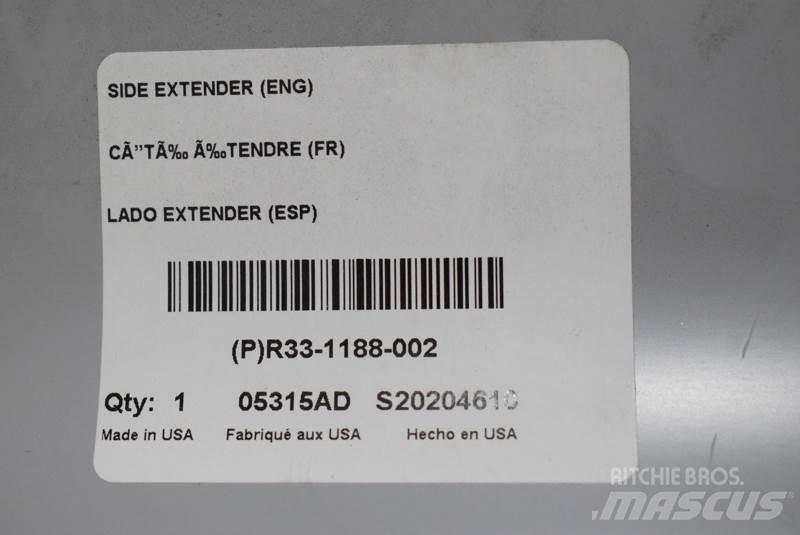 SIDE EXTENDER (ENG)
CÃ”TÃ‰ Ã‰TENDRE (FR)
LADO EXTENDER (ESP)
(P)R33-1188-002
Qty: 1 05315AD S20204610
Made in USA Fabriqué aux USA Hecho en USA
RITCHIE BROS.
MASCUS